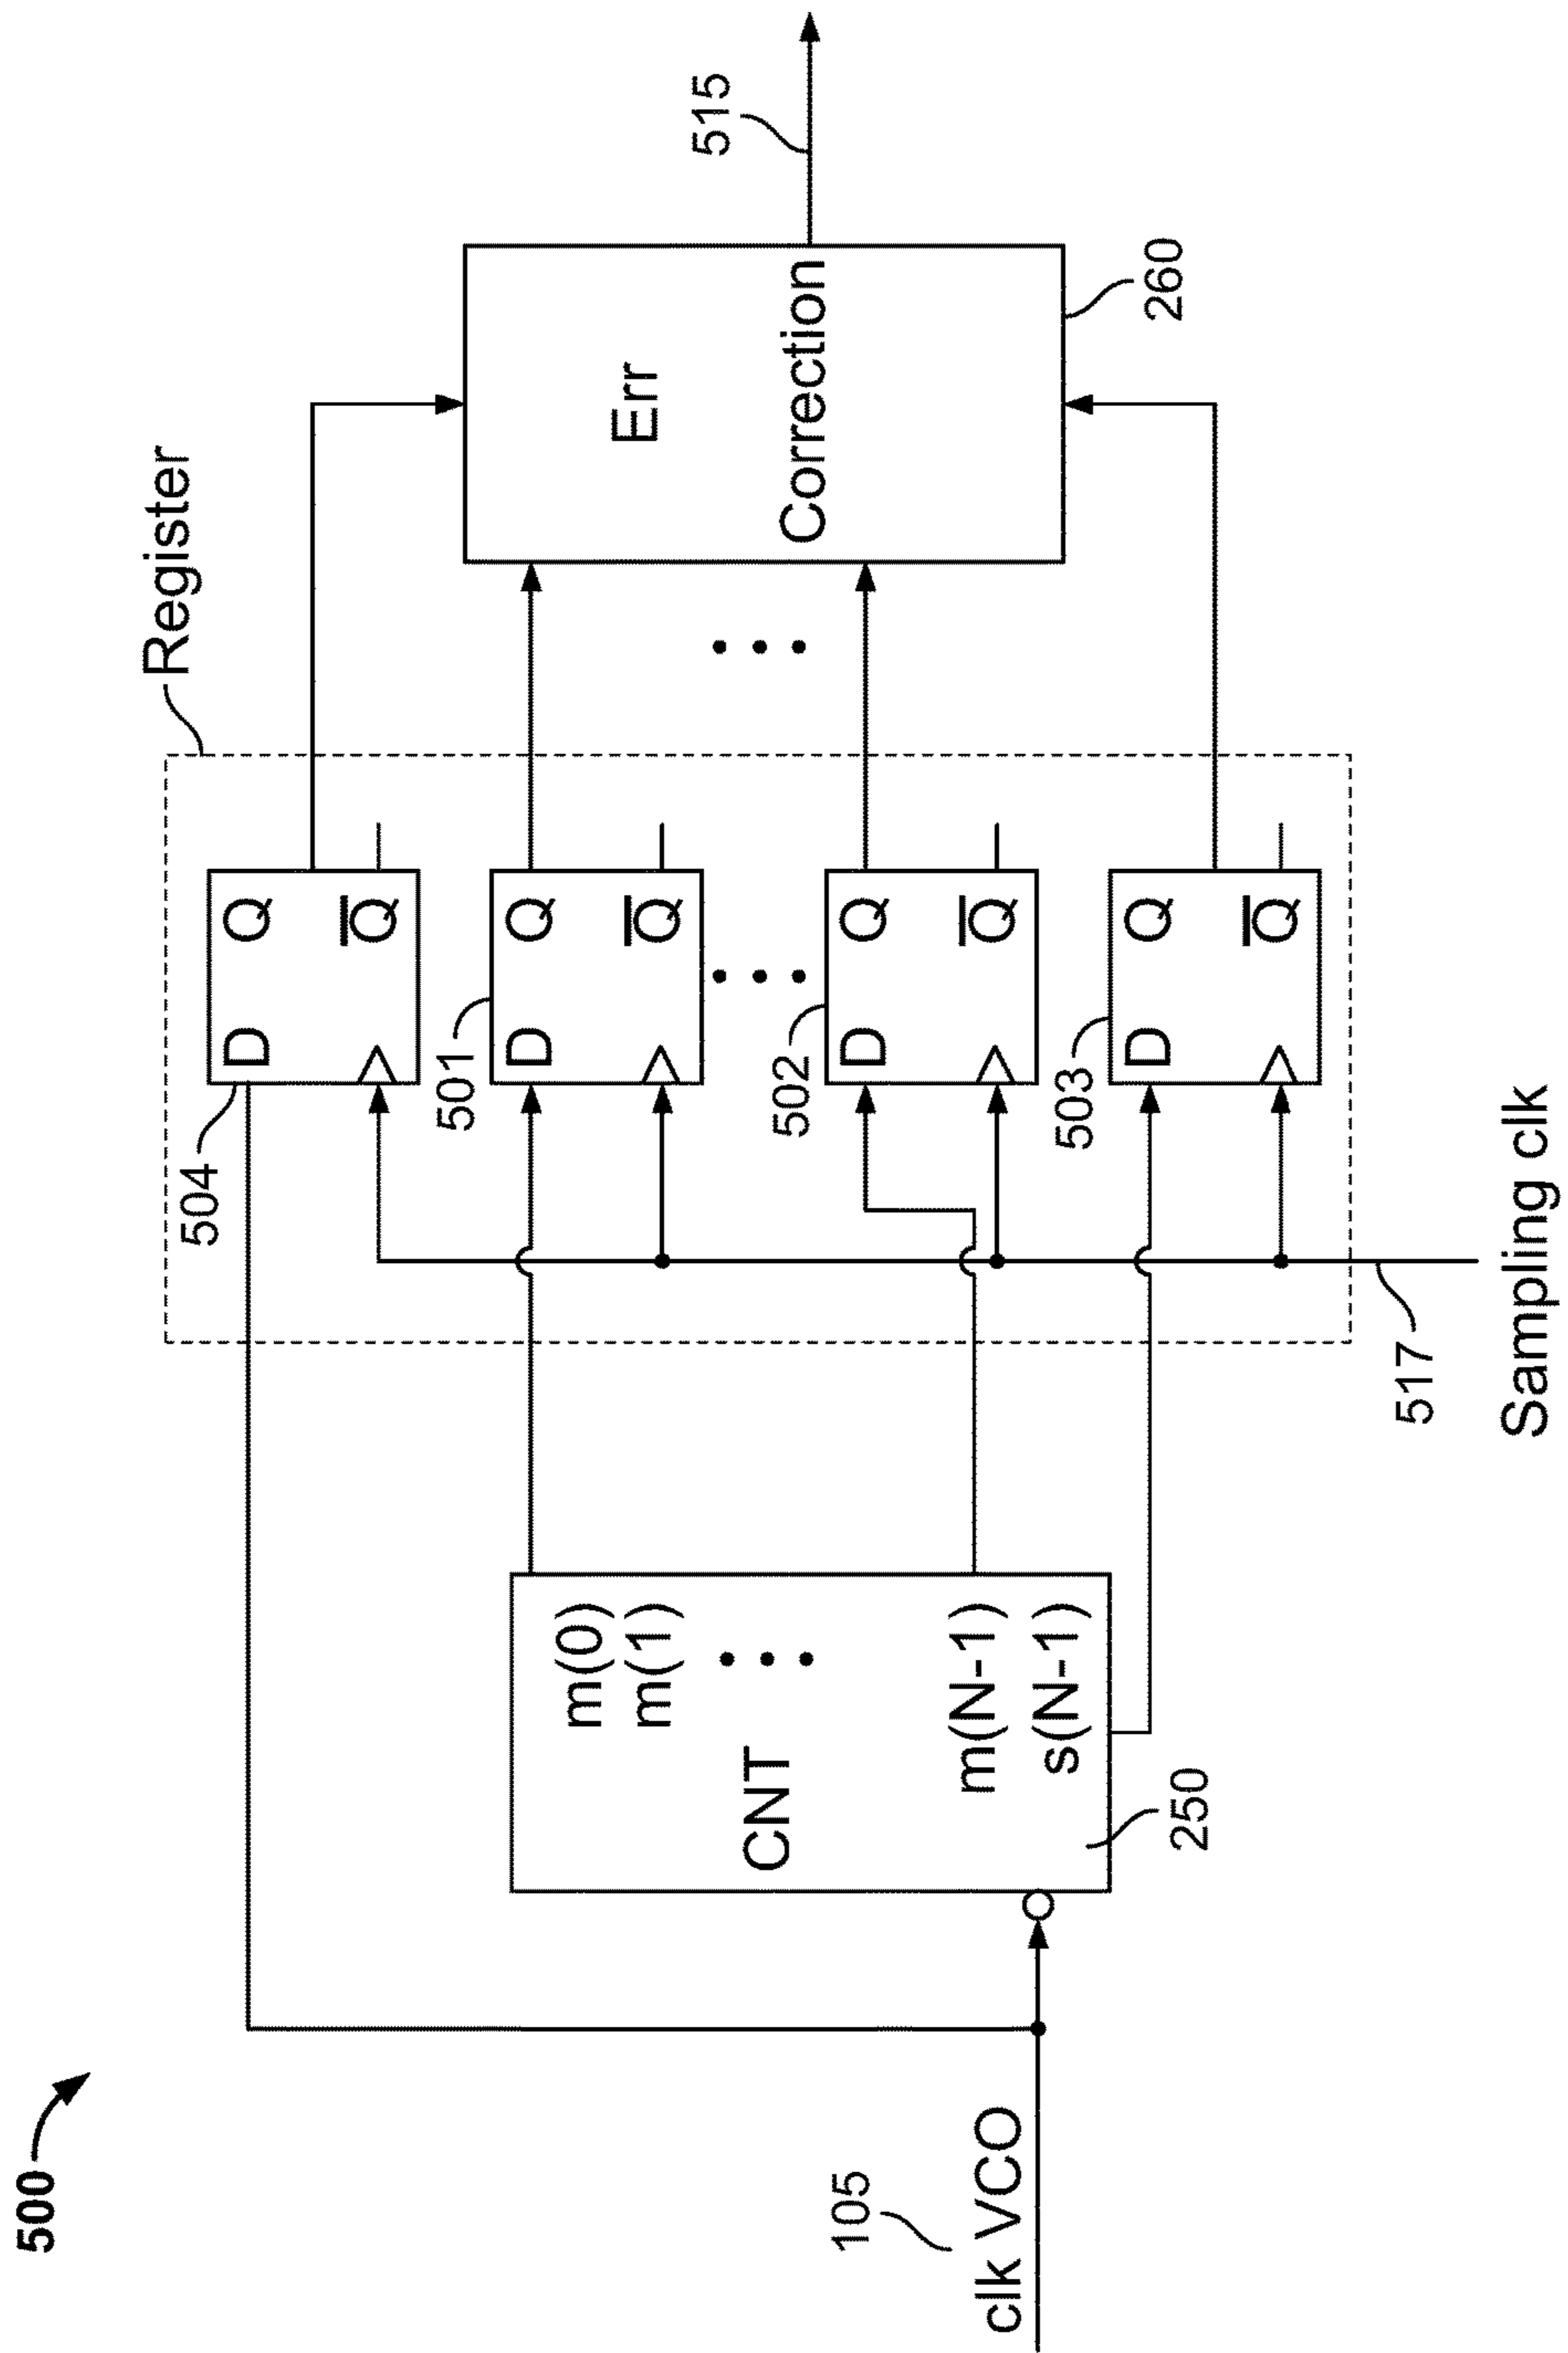 500
Register
504
D Q
Q
501
D Q
Q
502
D Q
Q
503
D Q
Q
Err
Correction
260
515
m(0)
m(1)
CNT
m(N-1)
s(N-1)
250
105
clk VCO
517
Sampling clk